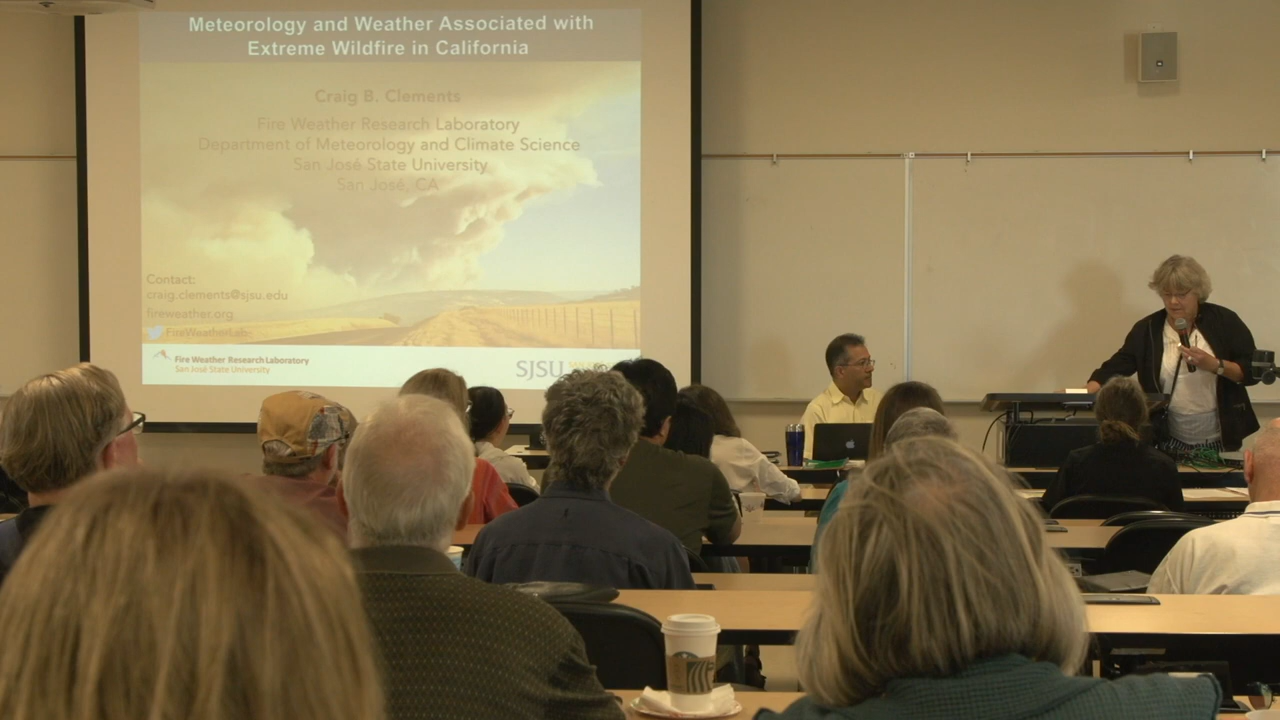 Meteorology and Weather Associated with
Extreme Wildfire in California
Craig B. Clements
Fire Weather Research Laboratory
Department of Meteorology and Climate Science
San José State University
San José, CA
Contact:
craig.clements@sjsu.edu
fireweather.org
FireWeatherLab
Fire Weather Research Laboratory
San José State University
SJSU